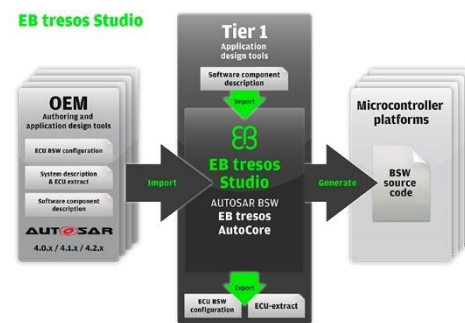 EB tresos Studio
OEM
Authoring and
application design tools
ECU BSW configuration
System description
& ECU extract
Software component
description
AUTOSAR
4.0.x / 4.1.x / 4.2.x
Import
Tier 1
Application
design tools
Software component
description
Import
EB
EB tresos
Studio
AUTOSAR BSW
EB tresos
AutoCore
Export
ECU BSW
configuration
ECU-extract
Generate
Microcontroller
platforms
BSW
source
code